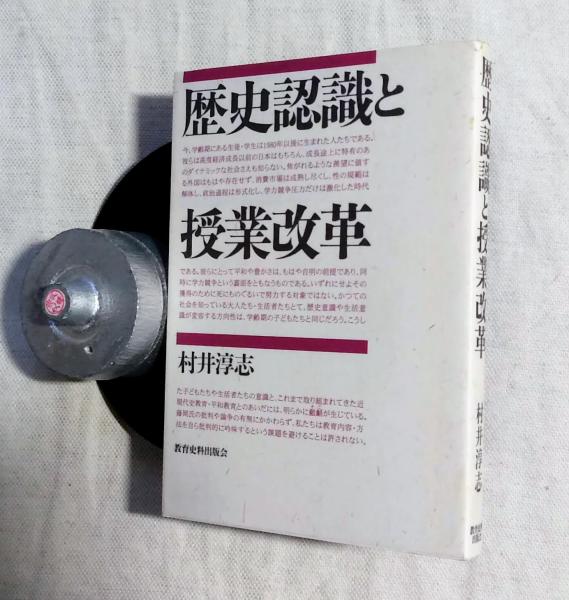 歴史認識と
今、学齢期にある生徒・学生は1980年以後に生まれた人たちである。
彼らは高度経済成長以前の日本はもちろん、成長途上に特有のあ
のダイナミックな社会さえも知らない。焦がれるような羨望に値す
る外国はもはや存在せず、消費市場は成熟し尽くし、性の規範は
解体し、政治過程は形式化し、学力競争圧力だけは激化した時代
授業改革
である。彼らにとって平和や豊かさは、もはや自明の前提であり、同
時に学力競争という裏面をともなうものである。いずれにせよその
獲得のために死にものぐるいで努力する対象ではない。かつての
社会を知っている大人たち・生活者たちとて、歴史意識や生活意
識が変容する方向性は、学齢期の子どもたちと同じだろう。こうし
村井淳志
た子どもたちや生活者たちの意識と、これまで取り組まれてきた近
現代史教育・平和教育とのあいだには、明らかに齟齬が生じている。
藤岡氏の批判や論争の有無にかかわらず、私たちは教育内容・方
法を自ら批判的に吟味するという課題を避けることは許されない。
教育史料出版会
歴史認識と授業改革
村井淳志
教育史料
出版会